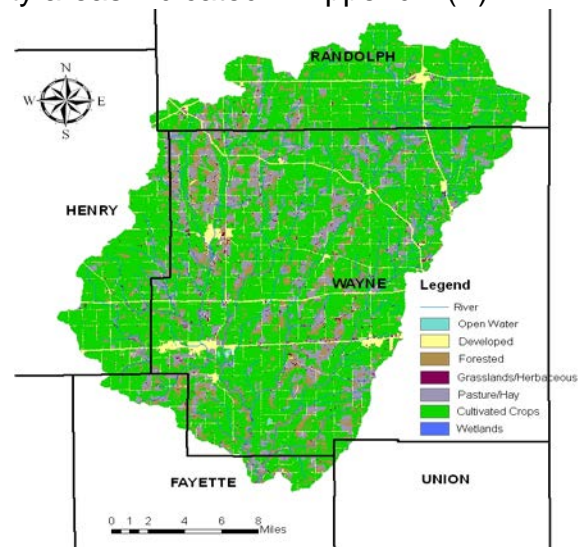 RANDOLPH
N
W E
S
HENRY
WAYNE
Legend
River
Open Water
Developed
Forested
Grasslands/Herbaceous
Pasture/Hay
Cultivated Crops
Wetlands
FAYETTE
UNION
0 1 2 4 6 8
Miles